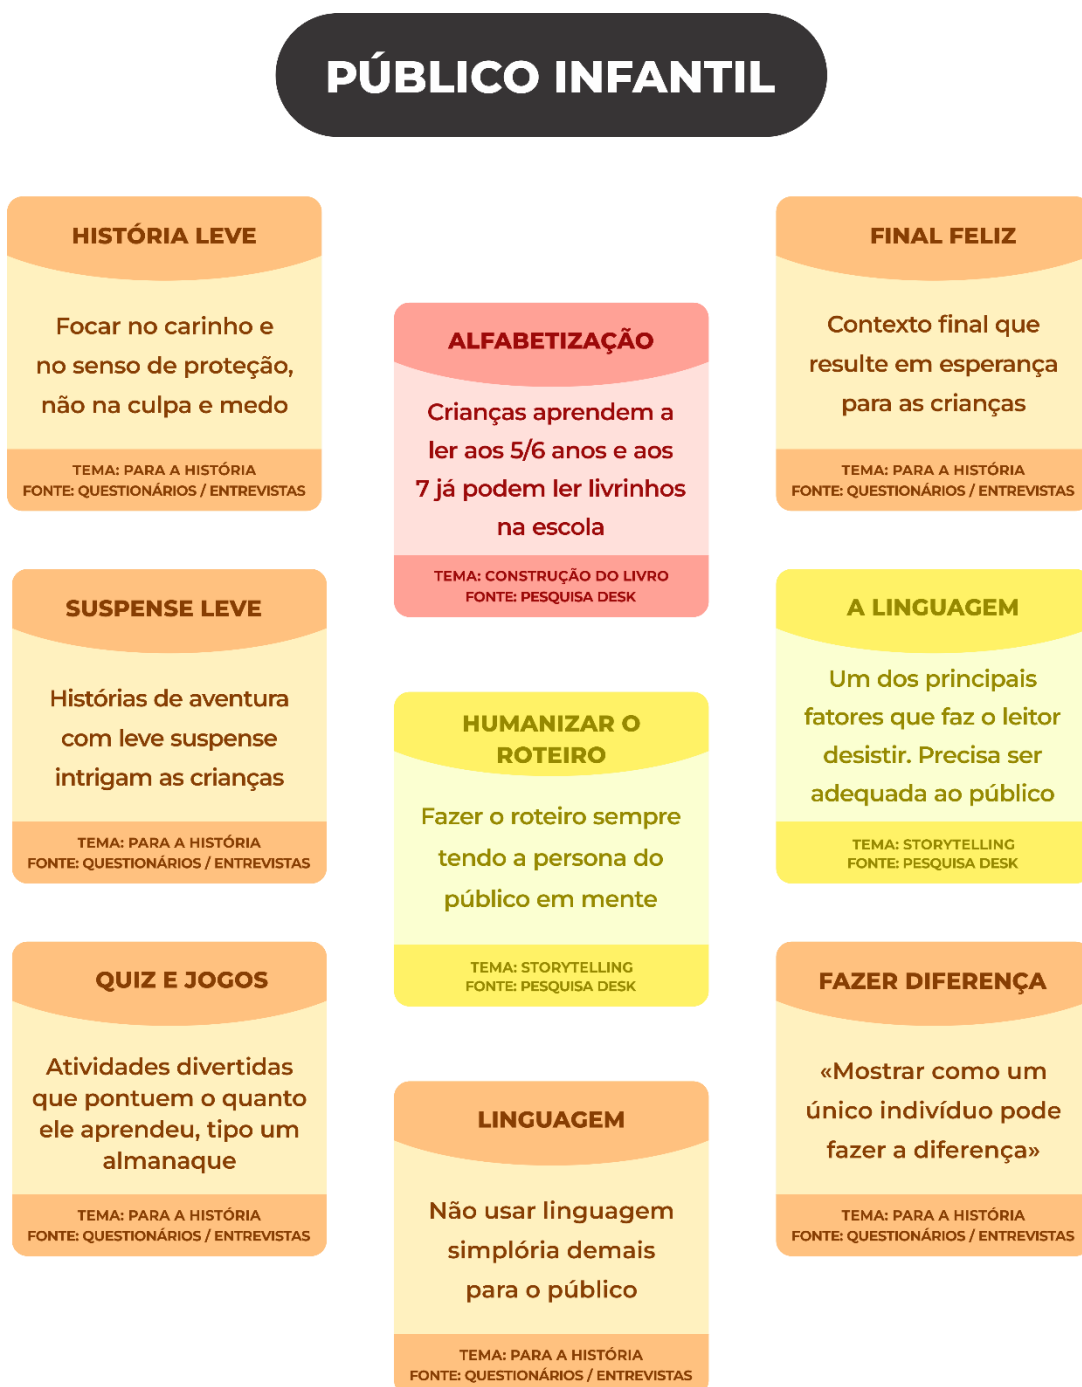 PÚBLICO INFANTIL
HISTÓRIA LEVE
Focar no carinho e
no senso de proteção,
não na culpa e medo
TEMA: PARA A HISTÓRIA
FONTE: QUESTIONÁRIOS / ENTREVISTAS
SUSPENSE LEVE
Histórias de aventura
com leve suspense
intrigam as crianças
TEMA: PARA A HISTÓRIA
FONTE: QUESTIONÁRIOS / ENTREVISTAS
QUIZ E JOGOS
Atividades divertidas
que pontuem o quanto
ele aprendeu, tipo um
almanaque
TEMA: PARA A HISTÓRIA
FONTE: QUESTIONÁRIOS / ENTREVISTAS
ALFABETIZAÇÃO
Crianças aprendem a
ler aos 5/6 anos e aos
7 já podem ler livrinhos
na escola
TEMA: CONSTRUÇÃO DO LIVRO
FONTE: PESQUISA DESK
HUMANIZAR O
ROTEIRO
Fazer o roteiro sempre
tendo a persona do
público em mente
TEMA: STORYTELLING
FONTE: PESQUISA DESK
LINGUAGEM
Não usar linguagem
simplória demais
para o público
TEMA: PARA A HISTÓRIA
FONTE: QUESTIONÁRIOS / ENTREVISTAS
FINAL FELIZ
Contexto final que
resulte em esperança
para as crianças
TEMA: PARA A HISTÓRIA
FONTE: QUESTIONÁRIOS / ENTREVISTAS
A LINGUAGEM
Um dos principais
fatores que faz o leitor
desistir. Precisa ser
adequada ao público
TEMA: STORYTELLING
FONTE: PESQUISA DESK
FAZER DIFERENÇA
«Mostrar como um
único indivíduo pode
fazer a diferença»
TEMA: PARA A HISTÓRIA
FONTE: QUESTIONÁRIOS / ENTREVISTAS